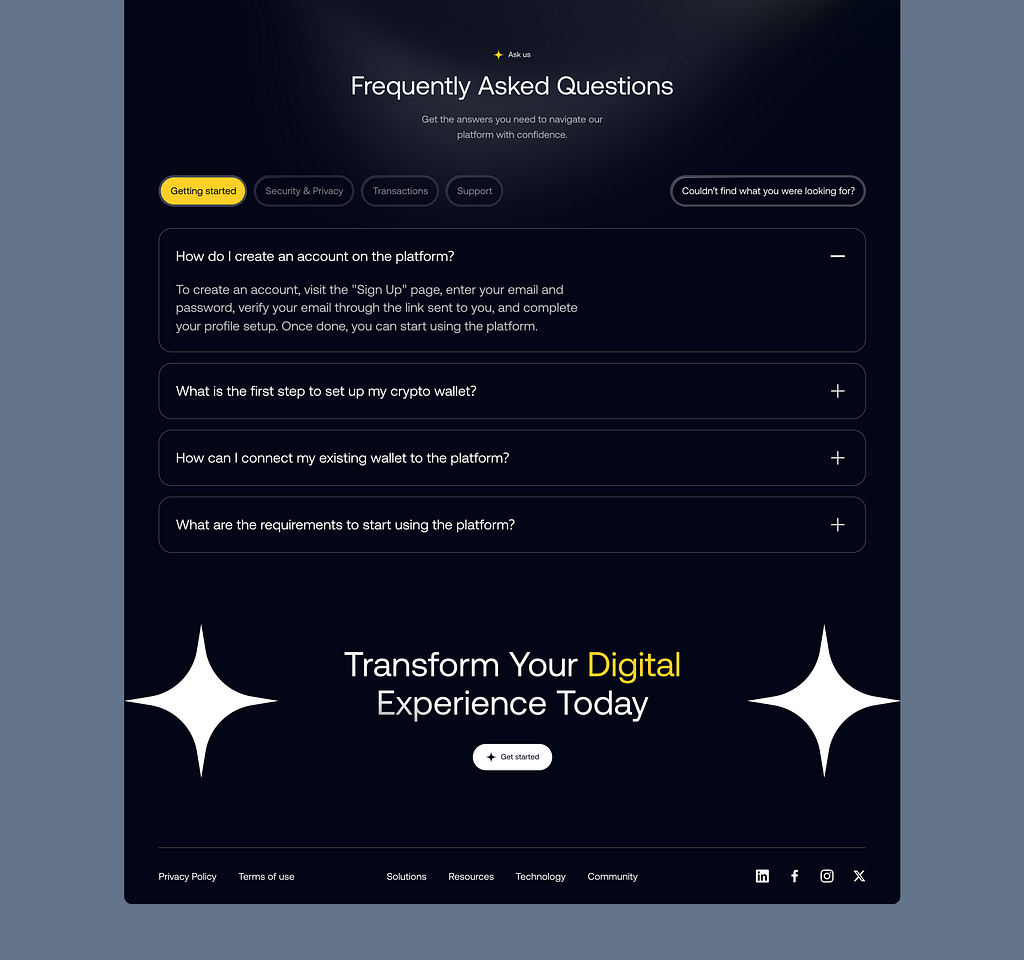 Ask us
Frequently Asked Questions
Get the answers you need to navigate our
platform with confidence.
Getting started
Security & Privacy
Transactions
Support
Couldn't find what you were looking for?
How do I create an account on the platform?
To create an account, visit the "Sign Up" page, enter your email and
password, verify your email through the link sent to you, and complete
your profile setup. Once done, you can start using the platform.
What is the first step to set up my crypto wallet?
How can I connect my existing wallet to the platform?
What are the requirements to start using the platform?
Transform Your Digital
Experience Today
Get started
Privacy Policy
Terms of use
Solutions
Resources
Technology
Community